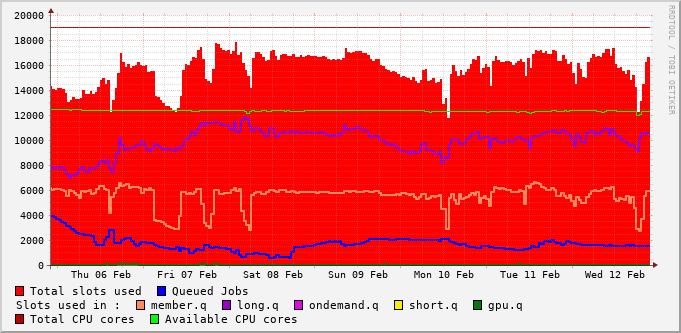 20000
18000
16000
14000
12000
10000
8000
6000
4000
2000
0
Thu 06 Feb Fri 07 Feb Sat 08 Feb Sun 09 Feb Mon 10 Feb Tue 11 Feb Wed 12 Feb
Total slots used Queued Jobs
Slots used in : member.q long.q ondemand.q short.q gpu.q
Total CPU cores Available CPU cores
RRDTOOL / TOBI OETIKER